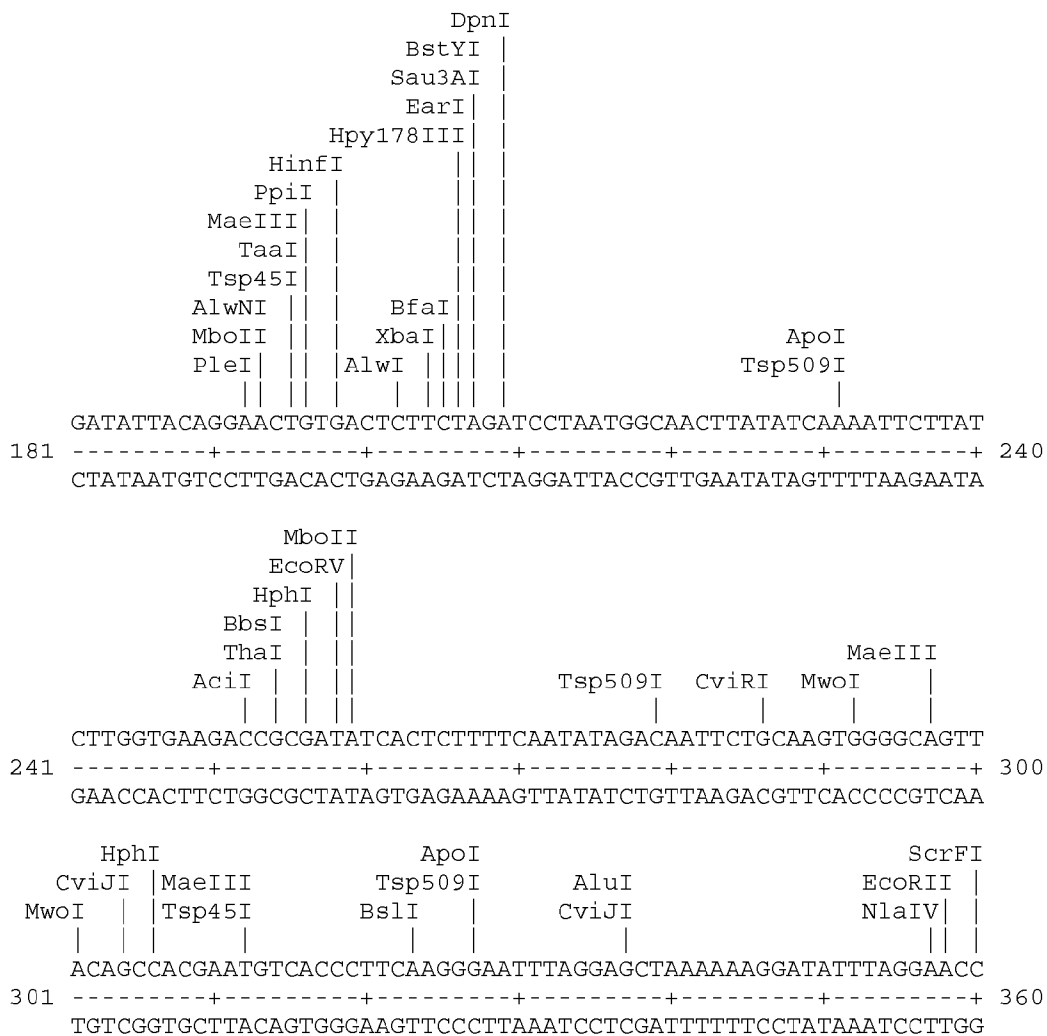 DpnI
BstYI |
Sau3AI |
EarI| |
Hpy178III| |
HinfI || |
PpiI | || |
MaeIII| | || |
TaaI| | || |
Tsp45I| | || |
AlwNI || | BfaI|| | ApoI
MboII ||| | XbaI||| | Tsp509I
PleI| || | AlwI |||| | |
GATATTACAGGAACTGTGACTCTTCTAGATCCTAATGGCAACTTATATCAAAATTCTTAT
181 ---------+---------+---------+---------+---------+---------+ 240
CTATAATGTCCTTGACACTGAGAAGATCTAGGATTACCGTTGAATATAGTTTTAAGAATA
MboII
EcoRV|
HphI ||
BbsI | ||
ThaI | || MaeIII
AciI | | || Tsp509I CviRI MwoI |
| | | || | | | |
CTTGGTGAAGACCGCGATATCACTCTTTTCAATATAGACAATTCTGCAAGTGGGGCAGTT
241 ---------+---------+---------+---------+---------+---------+ 300
GAACCACTTCTGGCGCTATAGTGAGAAAAGTTATATCTGTTAAGACGTTCACCCCGTCAA
HphI ApoI ScrFI
CviJI |MaeIII Tsp509I AluI EcoRII |
MwoI | |Tsp45I BslI | CviJI NlaIV| |
| | | | | | | || |
ACAGCCACGAATGTCACCCTTCAAGGGAATTTAGGAGCTAAAAAAGGATATTTAGGAACC
301 ---------+---------+---------+---------+---------+---------+ 360
TGTCGGTGCTTACAGTGGGAAGTTCCCTTAAATCCTCGATTTTTTCCTATAAATCCTTGG